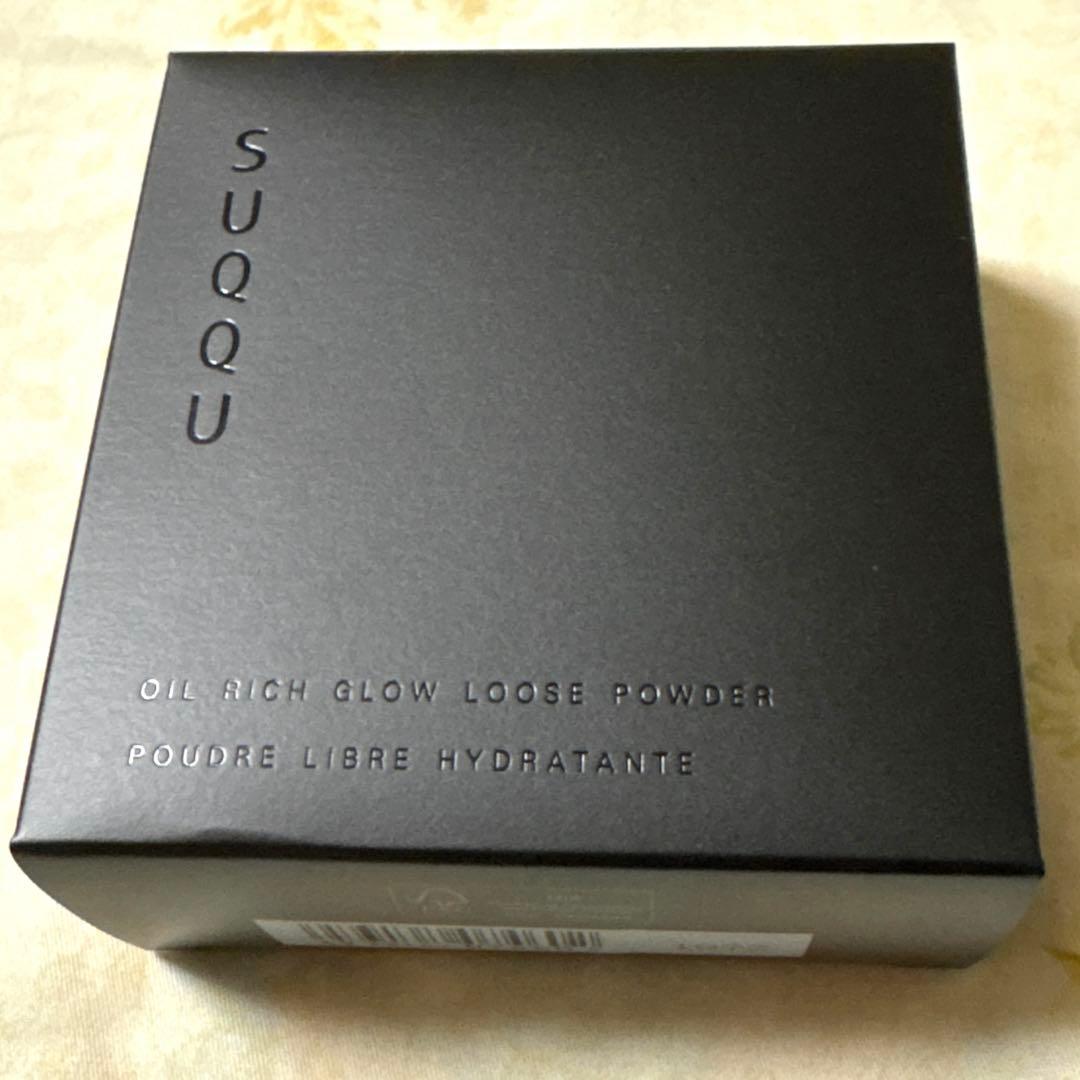 SUQQU
OIL RICH GLOW LOOSE POWDER
POUDRE LIBRE HYDRATANTE